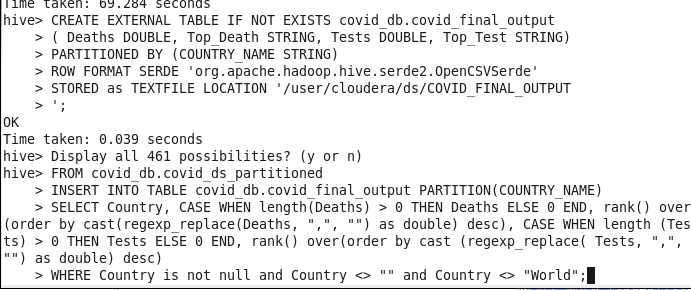 Time taken: 69.284 seconds
hive> CREATE EXTERNAL TABLE IF NOT EXISTS covid_db.covid_final_output
    > ( Deaths DOUBLE, Top_Death STRING, Tests DOUBLE, Top_Test STRING)
    > PARTITIONED BY (COUNTRY_NAME STRING)
    > ROW FORMAT SERDE 'org.apache.hadoop.hive.serde2.OpenCSVSerde'
    > STORED as TEXTFILE LOCATION '/user/cloudera/ds/COVID_FINAL_OUTPUT
    > ';
OK
Time taken: 0.039 seconds
hive> Display all 461 possibilities? (y or n)
hive> FROM covid_db.covid_ds_partitioned
    > INSERT INTO TABLE covid_db.covid_final_output PARTITION(COUNTRY_NAME)
    > SELECT Country, CASE WHEN length(Deaths) > 0 THEN Deaths ELSE 0 END, rank() over
(order by cast(regexp_replace(Deaths, ",", "") as double) desc), CASE WHEN length (Tes
ts) > 0 THEN Tests ELSE 0 END, rank() over(order by cast (regexp_replace( Tests, ",",
"") as double) desc)
    > WHERE Country is not null and Country <> "" and Country <> "World";